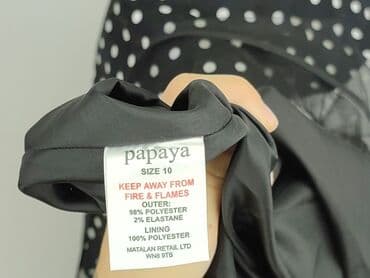 papaya
SIZE 10
KEEP AWAY FROM
FIRE & FLAMES
OUTER:
98% POLYESTER
2% ELASTANE
LINING
100% POLYESTER
MATALAN RETAIL LTD
WN8 9TB